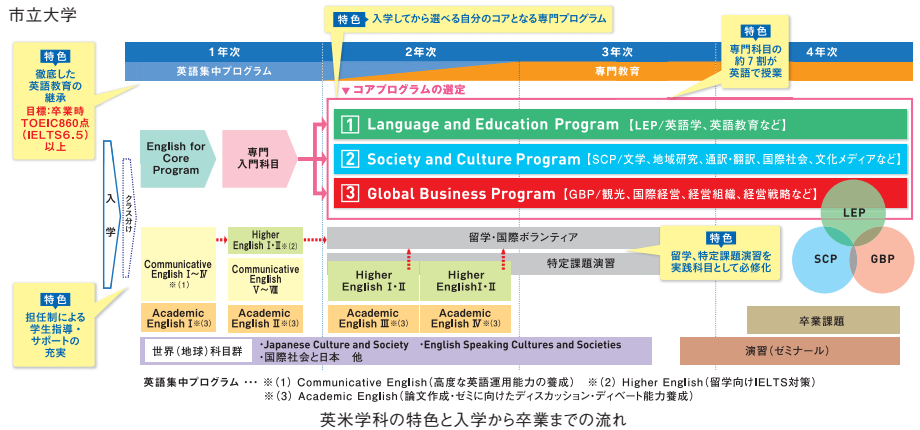 市立大学
特色
入学してから選べる自分のコアとなる専門プログラム
特色
徹底した
英語教育の
継承
目標:卒業時
TOEIC860点
(IELTS6.5)
以上
1年次
2年次
3年次
4年次
英語集中プログラム
専門教育
特色
専門科目の
約7割が
英語で授業
▼コアプログラムの選定
入学
クラス分け
English for
Core
Program
専門
入門科目
1 Language and Education Program【LEP/英語学、英語教育など】
2 Society and Culture Program【SCP/文学、地域研究、通訳・翻訳、国際社会、文化メディアなど】
3 Global Business Program【GBP/観光、国際経営、経営組織、経営戦略など】
LEP
SCP
GBP
Communicative
English I~Ⅳ
※(1)
Higher
English I・Ⅱ※(2)
Communicative
English
V~Ⅷ
留学・国際ボランティア
特定課題演習
Higher
English I・Ⅱ
Higher
EnglishI・Ⅱ
特色
留学、特定課題演習を
実践科目として必修化
特色
担任制による
学生指導・
サポートの
充実
Academic
English I※(3)
Academic
English Ⅱ※(3)
Academic
English Ⅲ※(3)
Academic
English Ⅳ※(3)
卒業課題
世界(地球)科目群
・Japanese Culture and Society ・English Speaking Cultures and Societies
・国際社会と日本 他
演習(ゼミナール)
英語集中プログラム ··· ※(1) Communicative English(高度な英語運用能力の養成) ※(2) Higher English(留学向けIELTS対策)
※(3) Academic English(論文作成・ゼミに向けたディスカッション・ディベート能力養成)
英米学科の特色と入学から卒業までの流れ